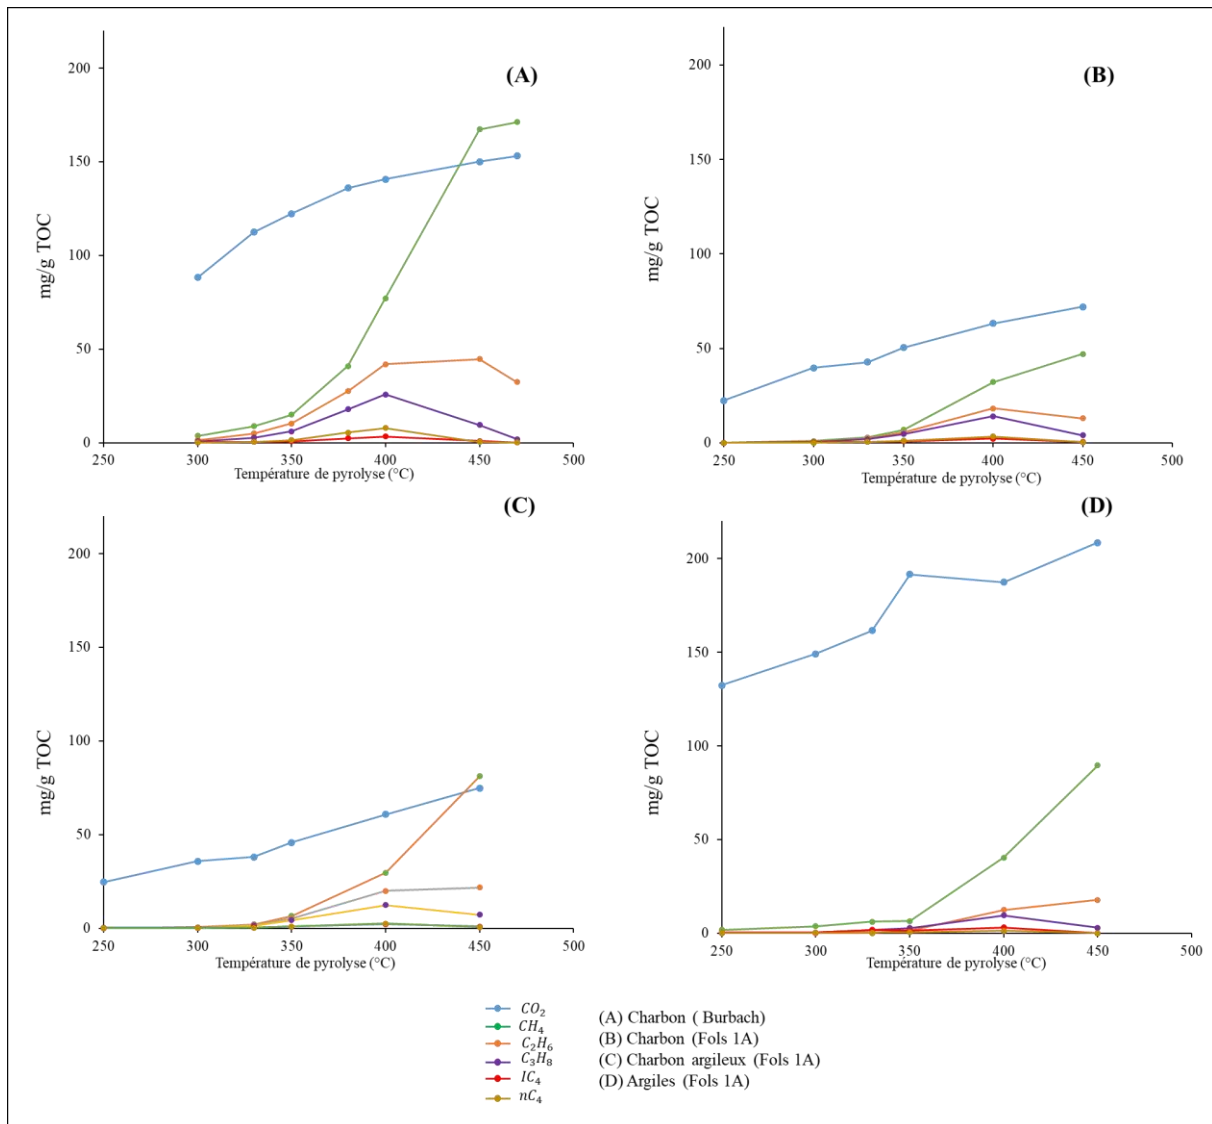 (A)
200
150
100
50
0
mg/g TOC
250 300 350 400 450 500
Température de pyrolyse (°C)
(B)
200
150
100
50
0
mg/g TOC
250 300 350 400 450 500
Température de pyrolyse (°C)
(C)
200
150
100
50
0
mg/g TOC
250 300 350 400 450 500
Température de pyrolyse (°C)
(D)
200
150
100
50
0
mg/g TOC
250 300 350 400 450 500
Température de pyrolyse (°C)
CO₂
CH₄
C₂H₆
C₃H₈
IC₄
nC₄
(A) Charbon ( Burbach)
(B) Charbon (Fols 1A)
(C) Charbon argileux (Fols 1A)
(D) Argiles (Fols 1A)